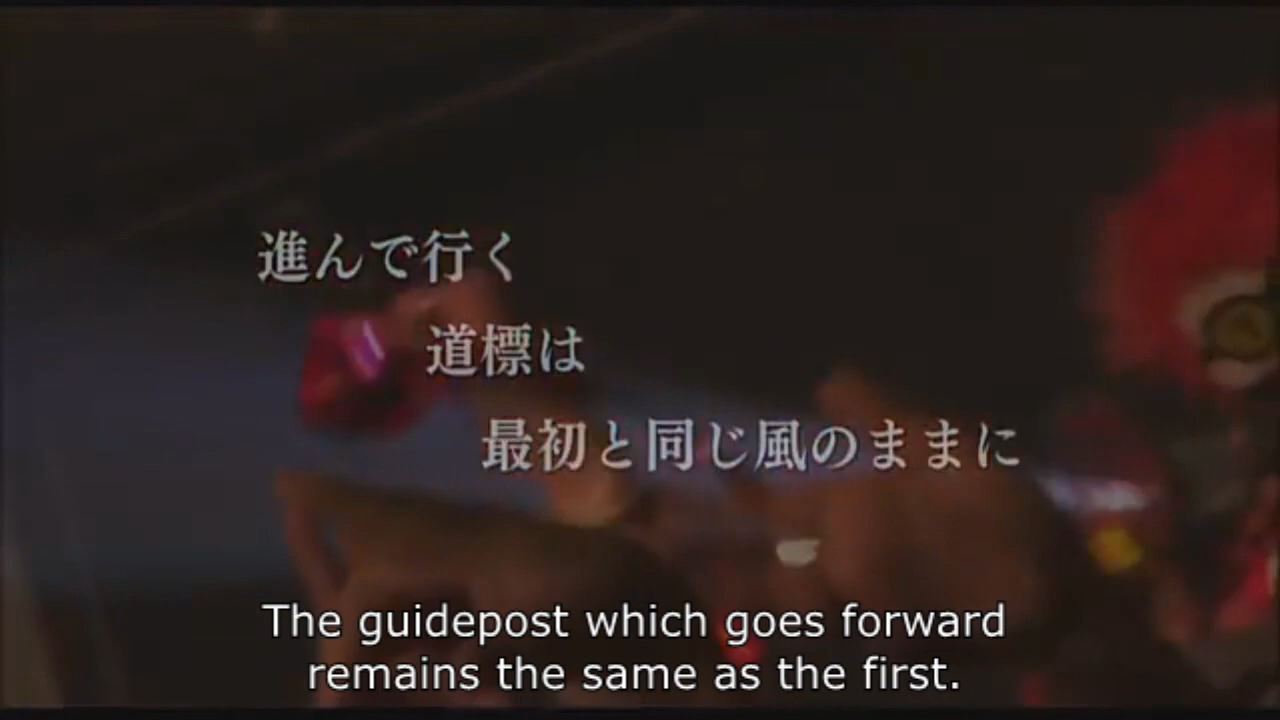 進んで行く
道標は
最初と同じ風のままに
The guidepost which goes forward
remains the same as the first.